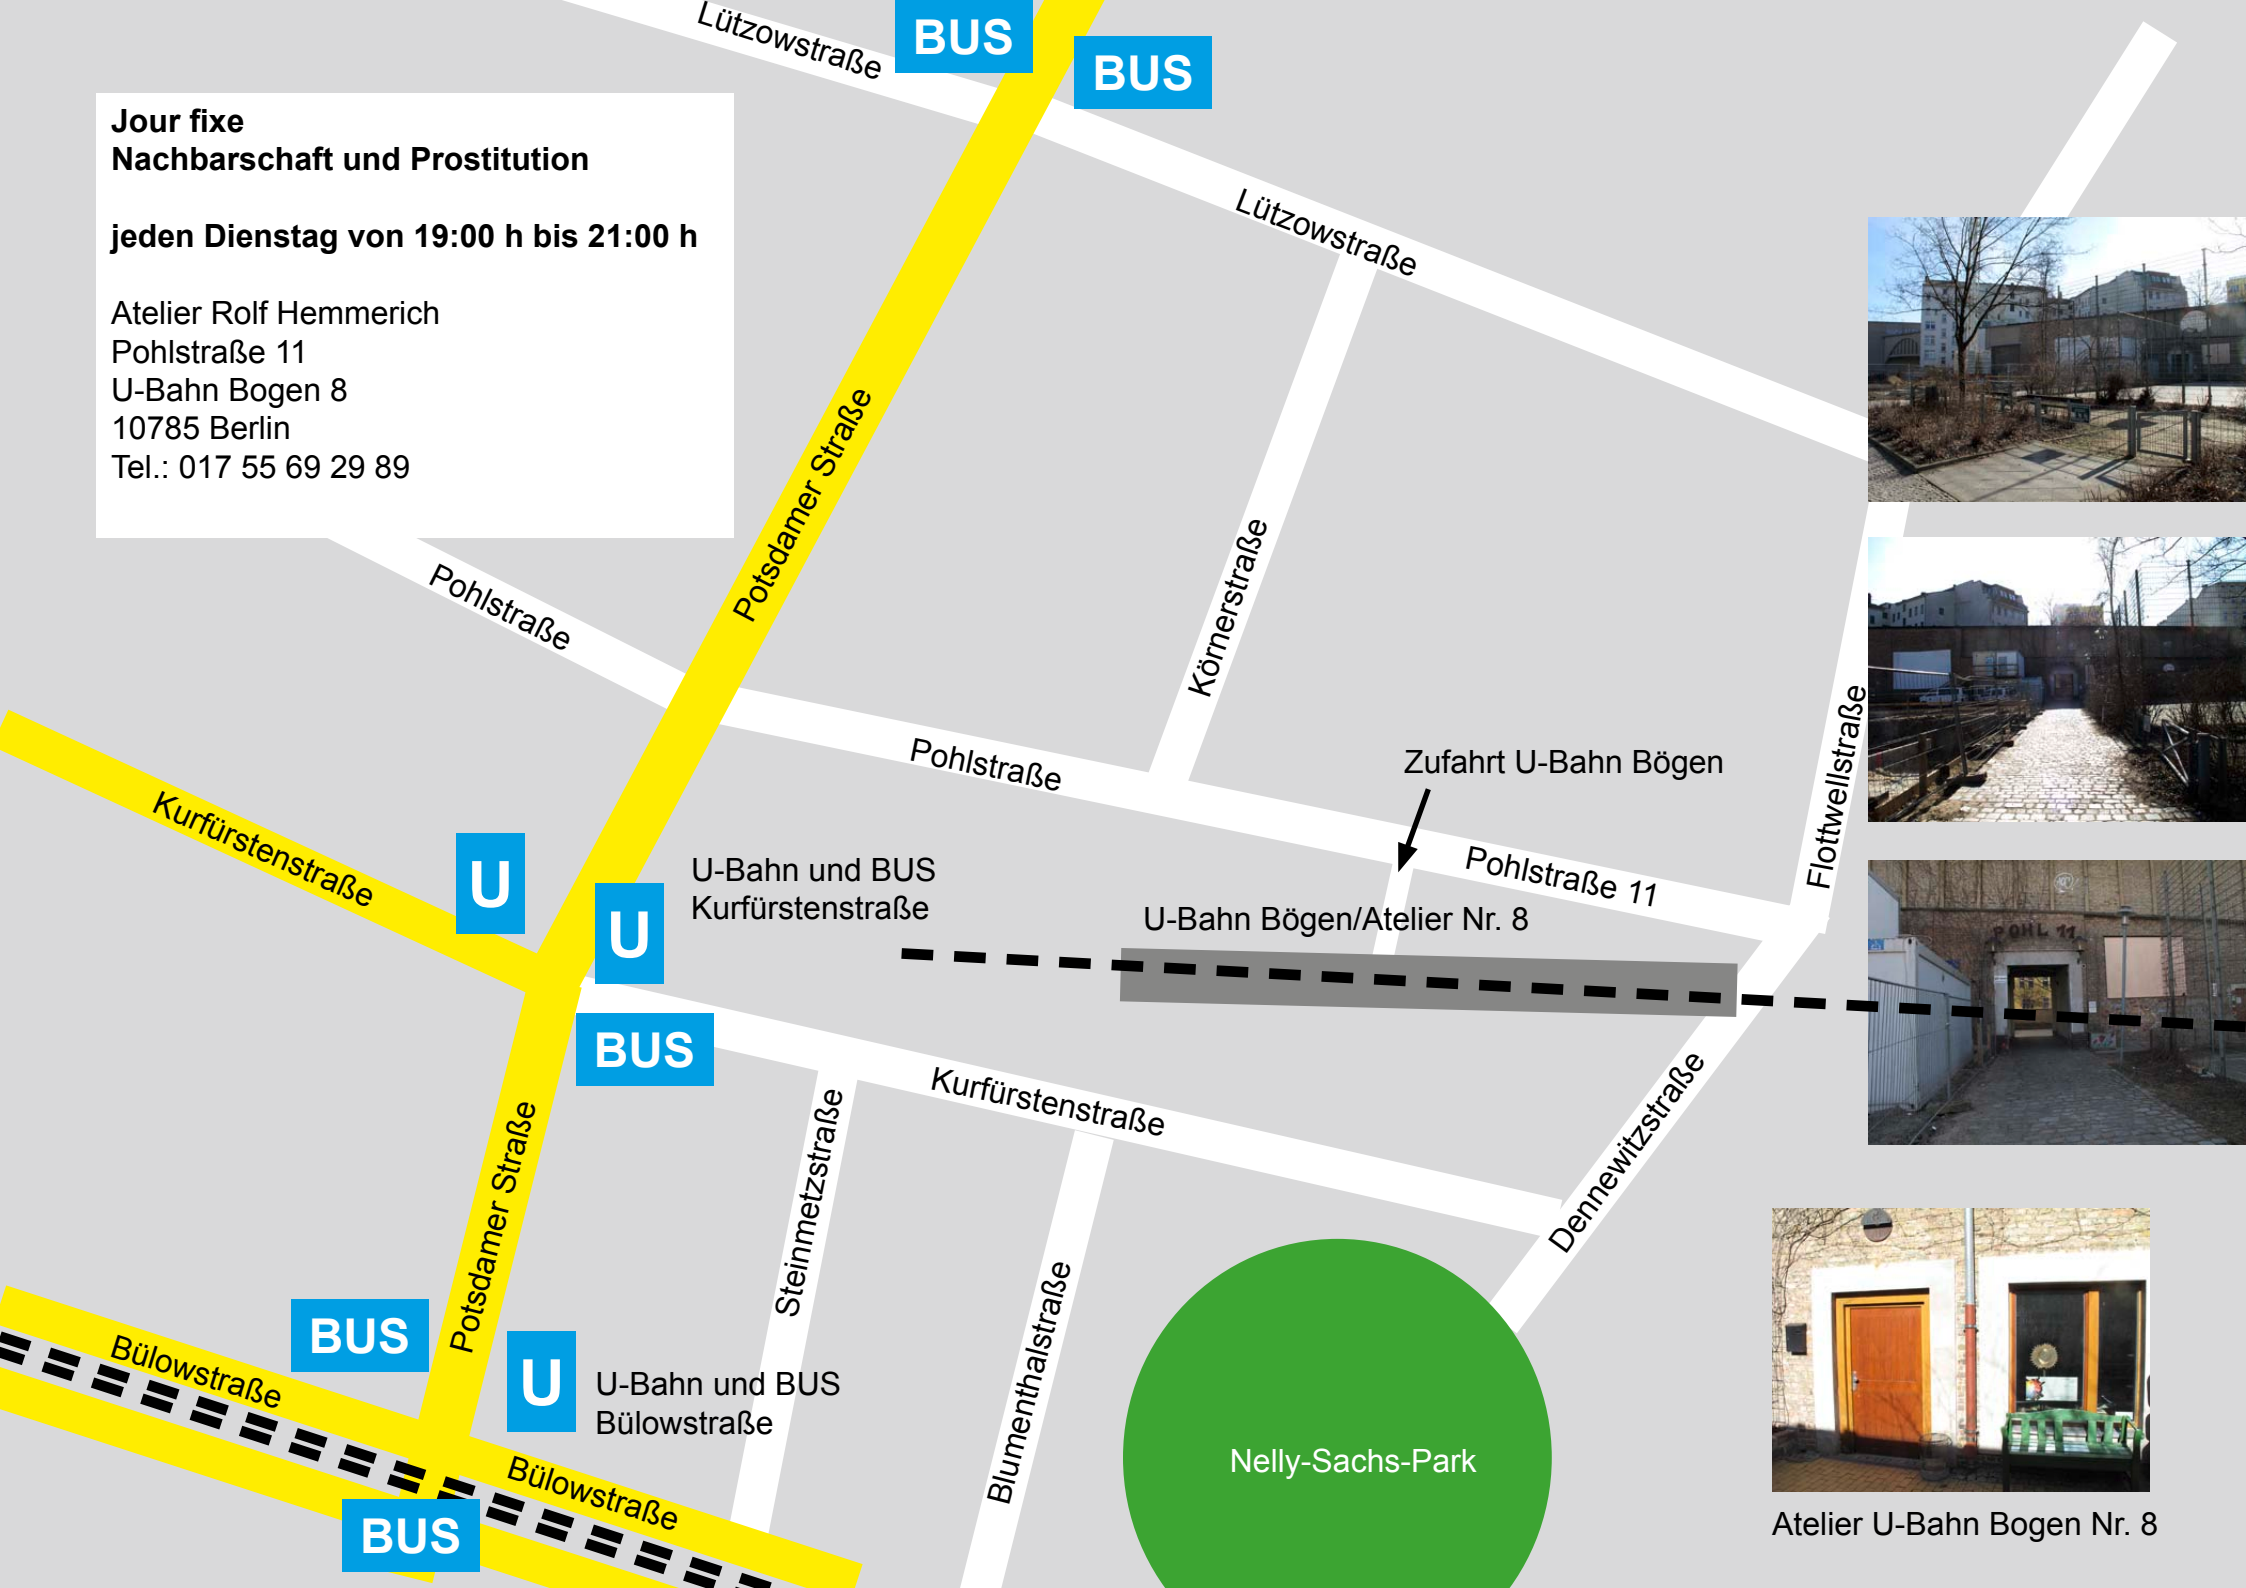 Lützowstraße
BUS
BUS
Jour fixe
Nachbarschaft und Prostitution
jeden Dienstag von 19:00 h bis 21:00 h
Atelier Rolf Hemmerich
Pohlstraße 11
U-Bahn Bogen 8
10785 Berlin
Tel.: 017 55 69 29 89
Lützowstraße
Potsdamer Straße
Körnerstraße
Pohlstraße
Pohlstraße
Zufahrt U-Bahn Bögen
Flottwellstraße
Kurfürstenstraße
U
U
U-Bahn und BUS
Kurfürstenstraße
Pohlstraße 11
U-Bahn Bögen/Atelier Nr. 8
POHL 11
BUS
Kurfürstenstraße
Steinmetzstraße
Dennewitzstraße
Potsdamer Straße
Blumenthalstraße
BUS
Bülowstraße
U
U-Bahn und BUS
Bülowstraße
Nelly-Sachs-Park
Bülowstraße
BUS
Atelier U-Bahn Bogen Nr. 8